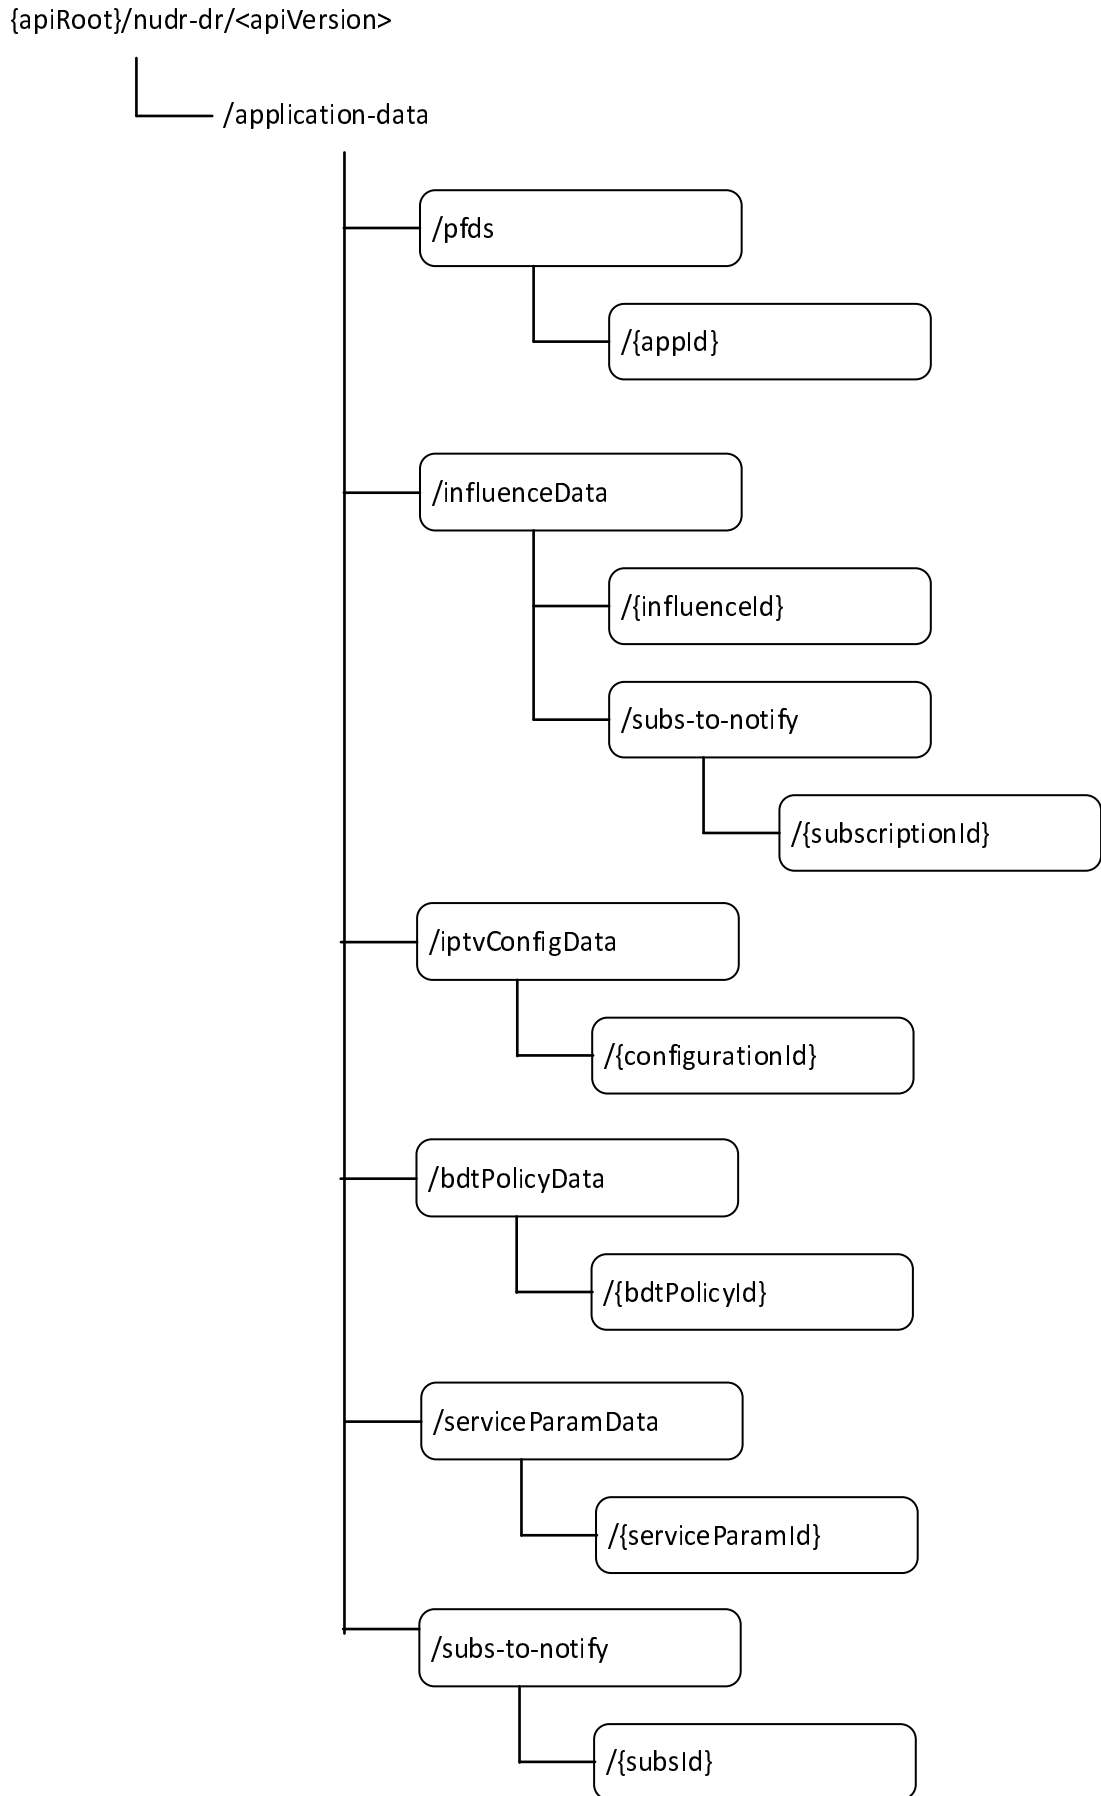 {apiRoot}/nudr-dr/<apiVersion>
/application-data
/pfds
/{appId}
/influenceData
/{influenceId}
/subs-to-notify
/{subscriptionId}
/iptvConfigData
/{configurationId}
/bdtPolicyData
/{bdtPolicyId}
/serviceParamData
/{serviceParamId}
/subs-to-notify
/{subsId}